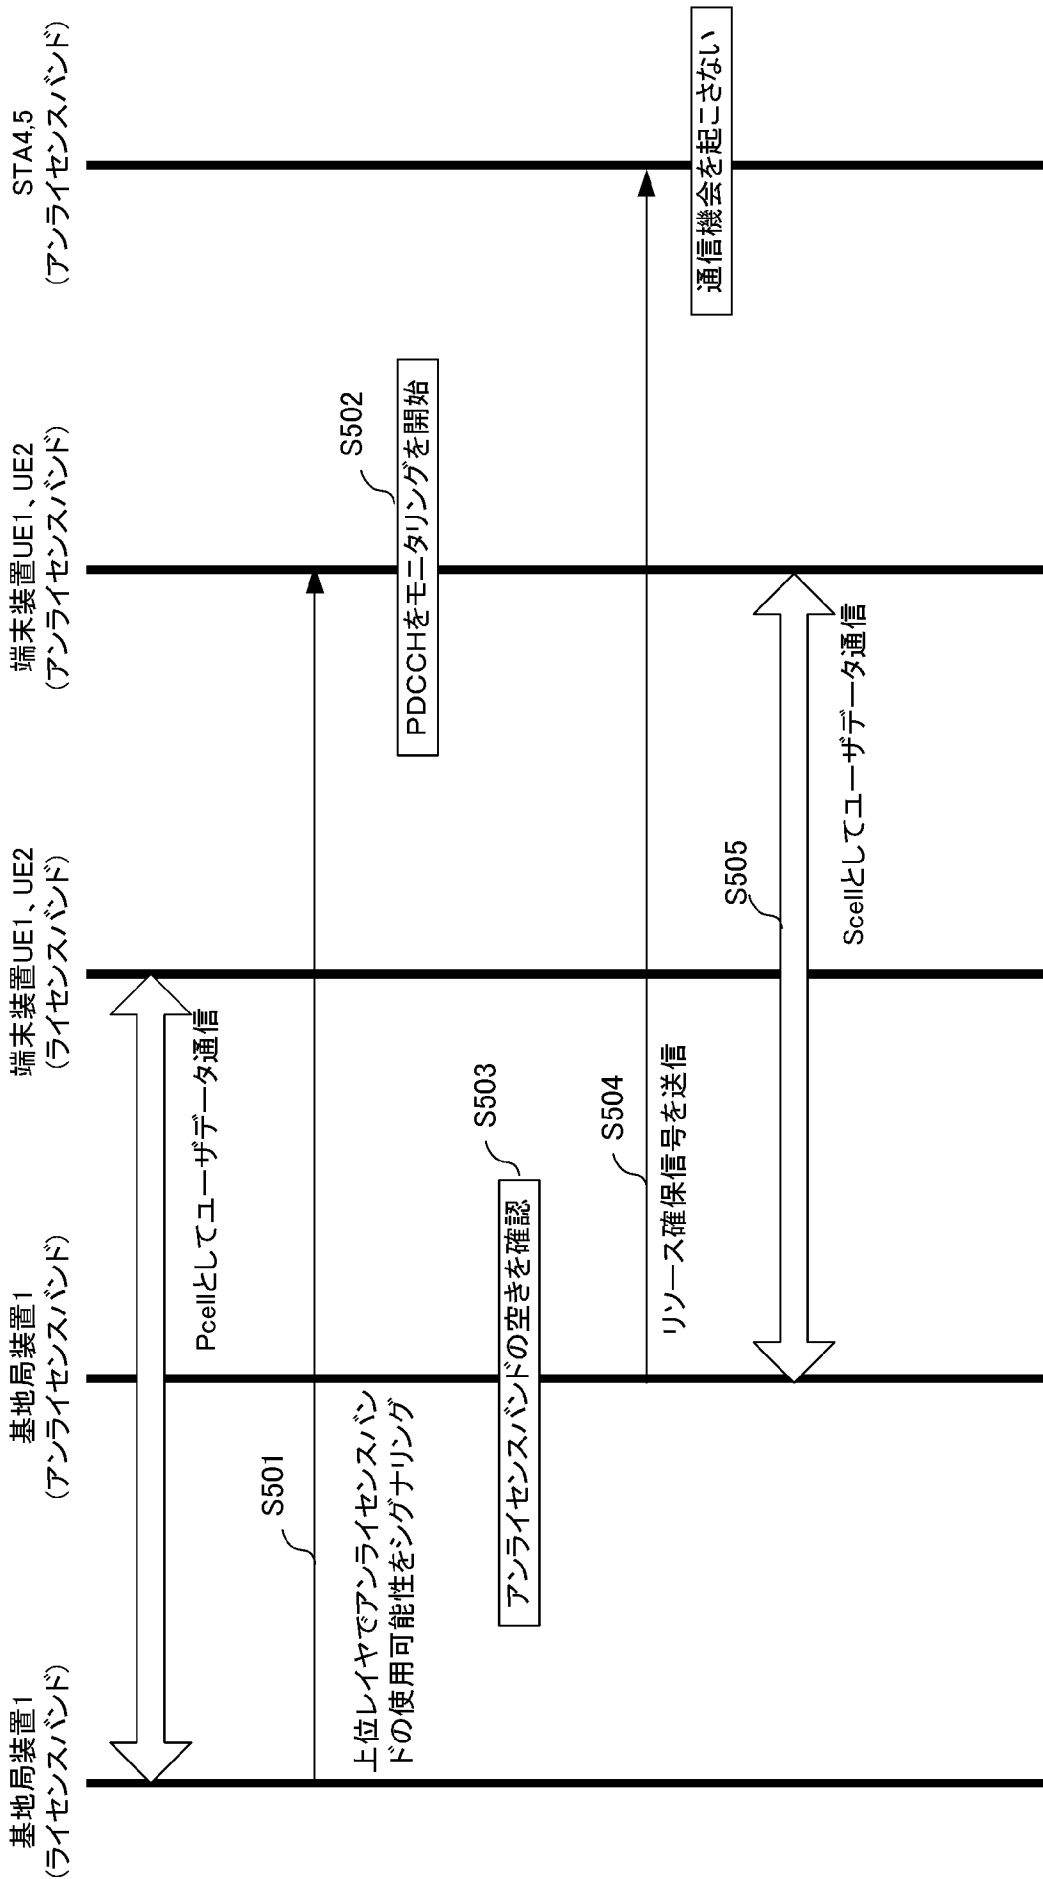 基地局装置1
(ライセンスバンド)
基地局装置1
(アンライセンスバンド)
端末装置UE1、UE2
(ライセンスバンド)
端末装置UE1、UE2
(アンライセンスバンド)
STA4,5
(アンライセンスバンド)
Pcellとしてユーザデータ通信
S501
上位レイヤでアンライセンスバン
ドの使用可能性をシグナリング
S502
PDCCHをモニタリングを開始
S503
アンライセンスバンドの空きを確認
S504
リソース確保信号を送信
通信機会を起こさない
S505
Scellとしてユーザデータ通信